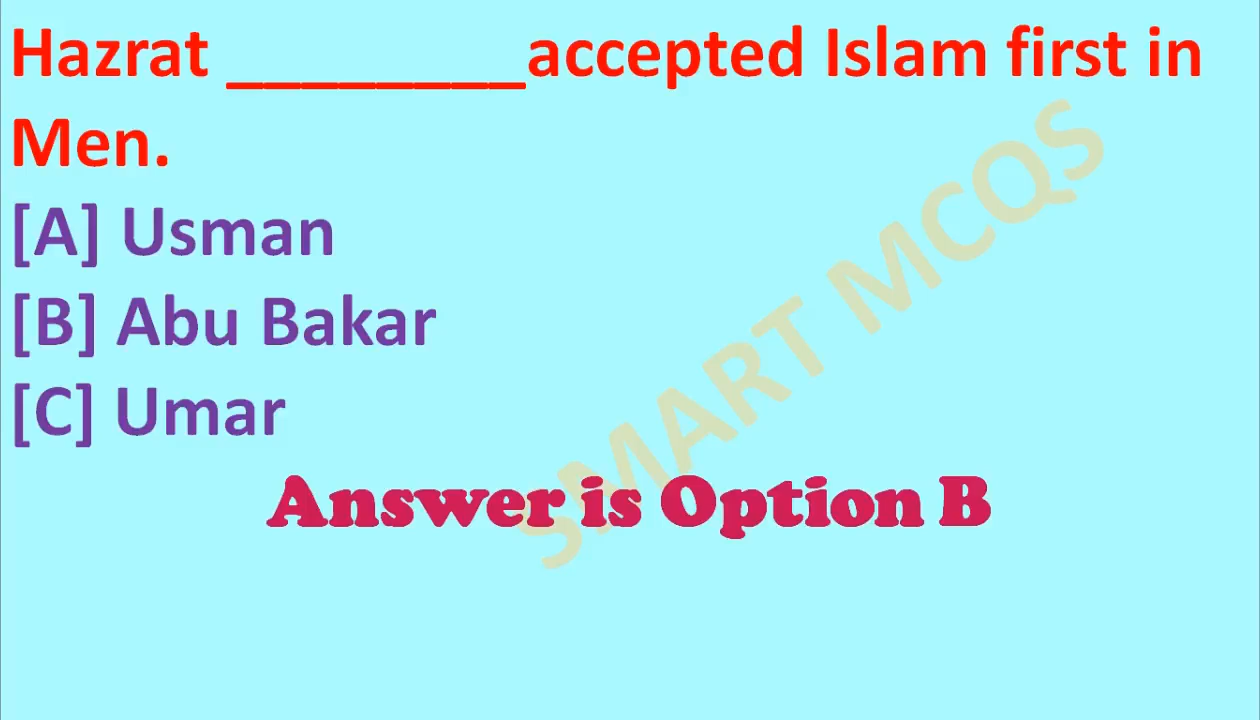 Hazrat _________accepted Islam first in
Men.
[A] Usman
[B] Abu Bakar
[C] Umar
Answer is Option B
SMART MCQS